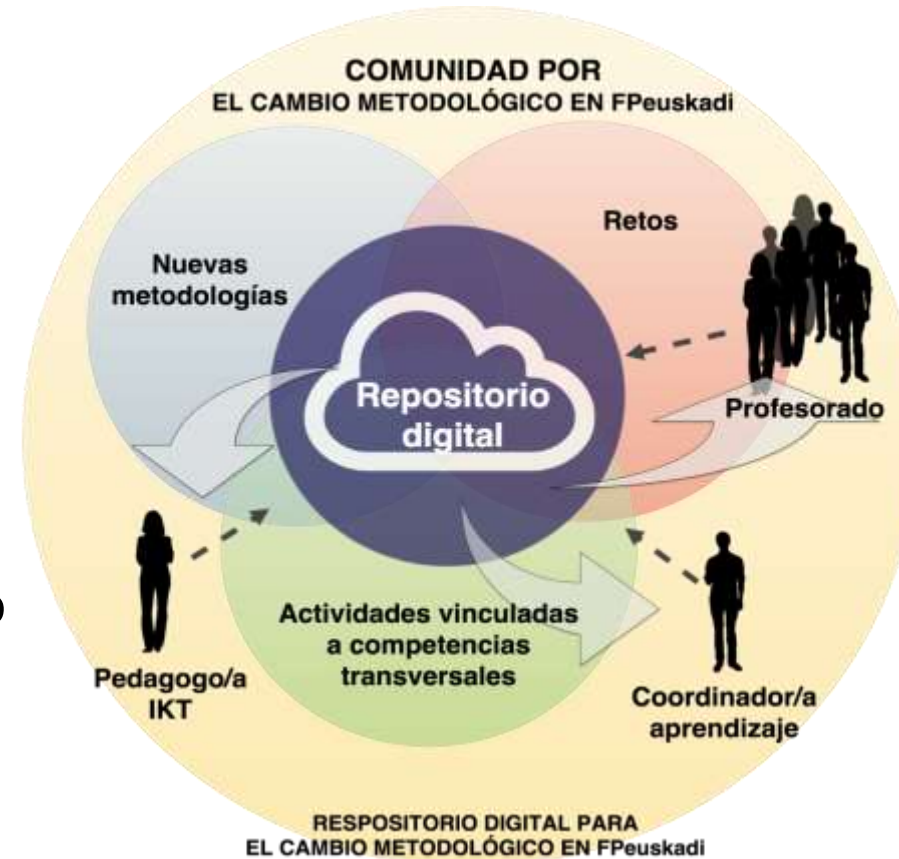 COMUNIDAD POR
EL CAMBIO METODOLÓGICO EN FPeuskadi
Retos
Nuevas
metodologías
Repositorio
digital
Profesorado
Actividades vinculadas
a competencias
transversales
Pedagogo/a
IKT
Coordinador/a
aprendizaje
RESPOSITORIO DIGITAL PARA
EL CAMBIO METODOLÓGICO EN FPeuskadi